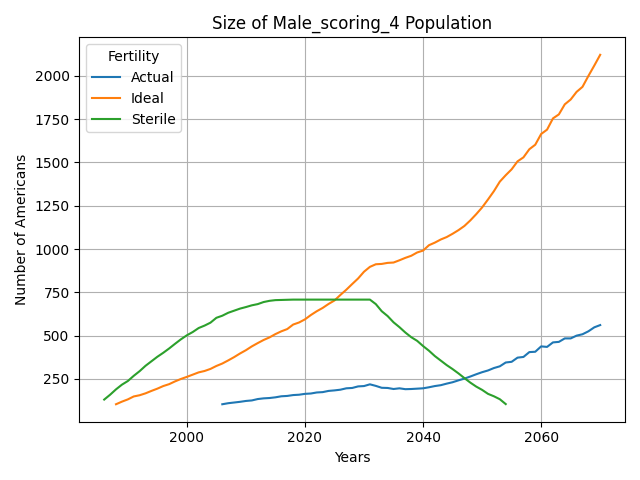 Size of Male_scoring_4 Population
Fertility
Actual
Ideal
Sterile
Number of Americans
2000
1750
1500
1250
1000
750
500
250
2000
2020
2040
2060
Years